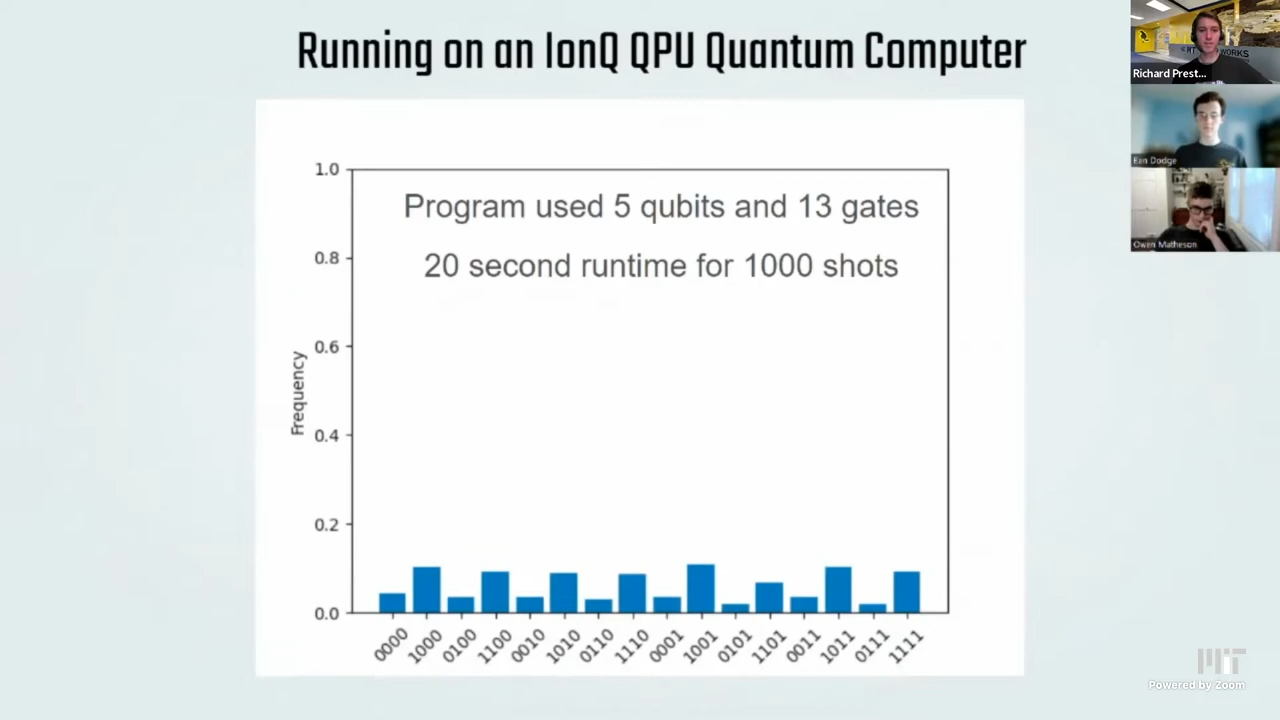 Running on an IonQ QPU Quantum Computer
Richard Prest...
Ean Dodge
Owen Matheson
Program used 5 qubits and 13 gates
20 second runtime for 1000 shots
Frequency
1.0
0.8
0.6
0.4
0.2
0.0
0000
1000
0100
1100
0010
1010
0110
1110
0001
1001
0101
1101
0011
1011
0111
1111
MIT
Powered by Zoom